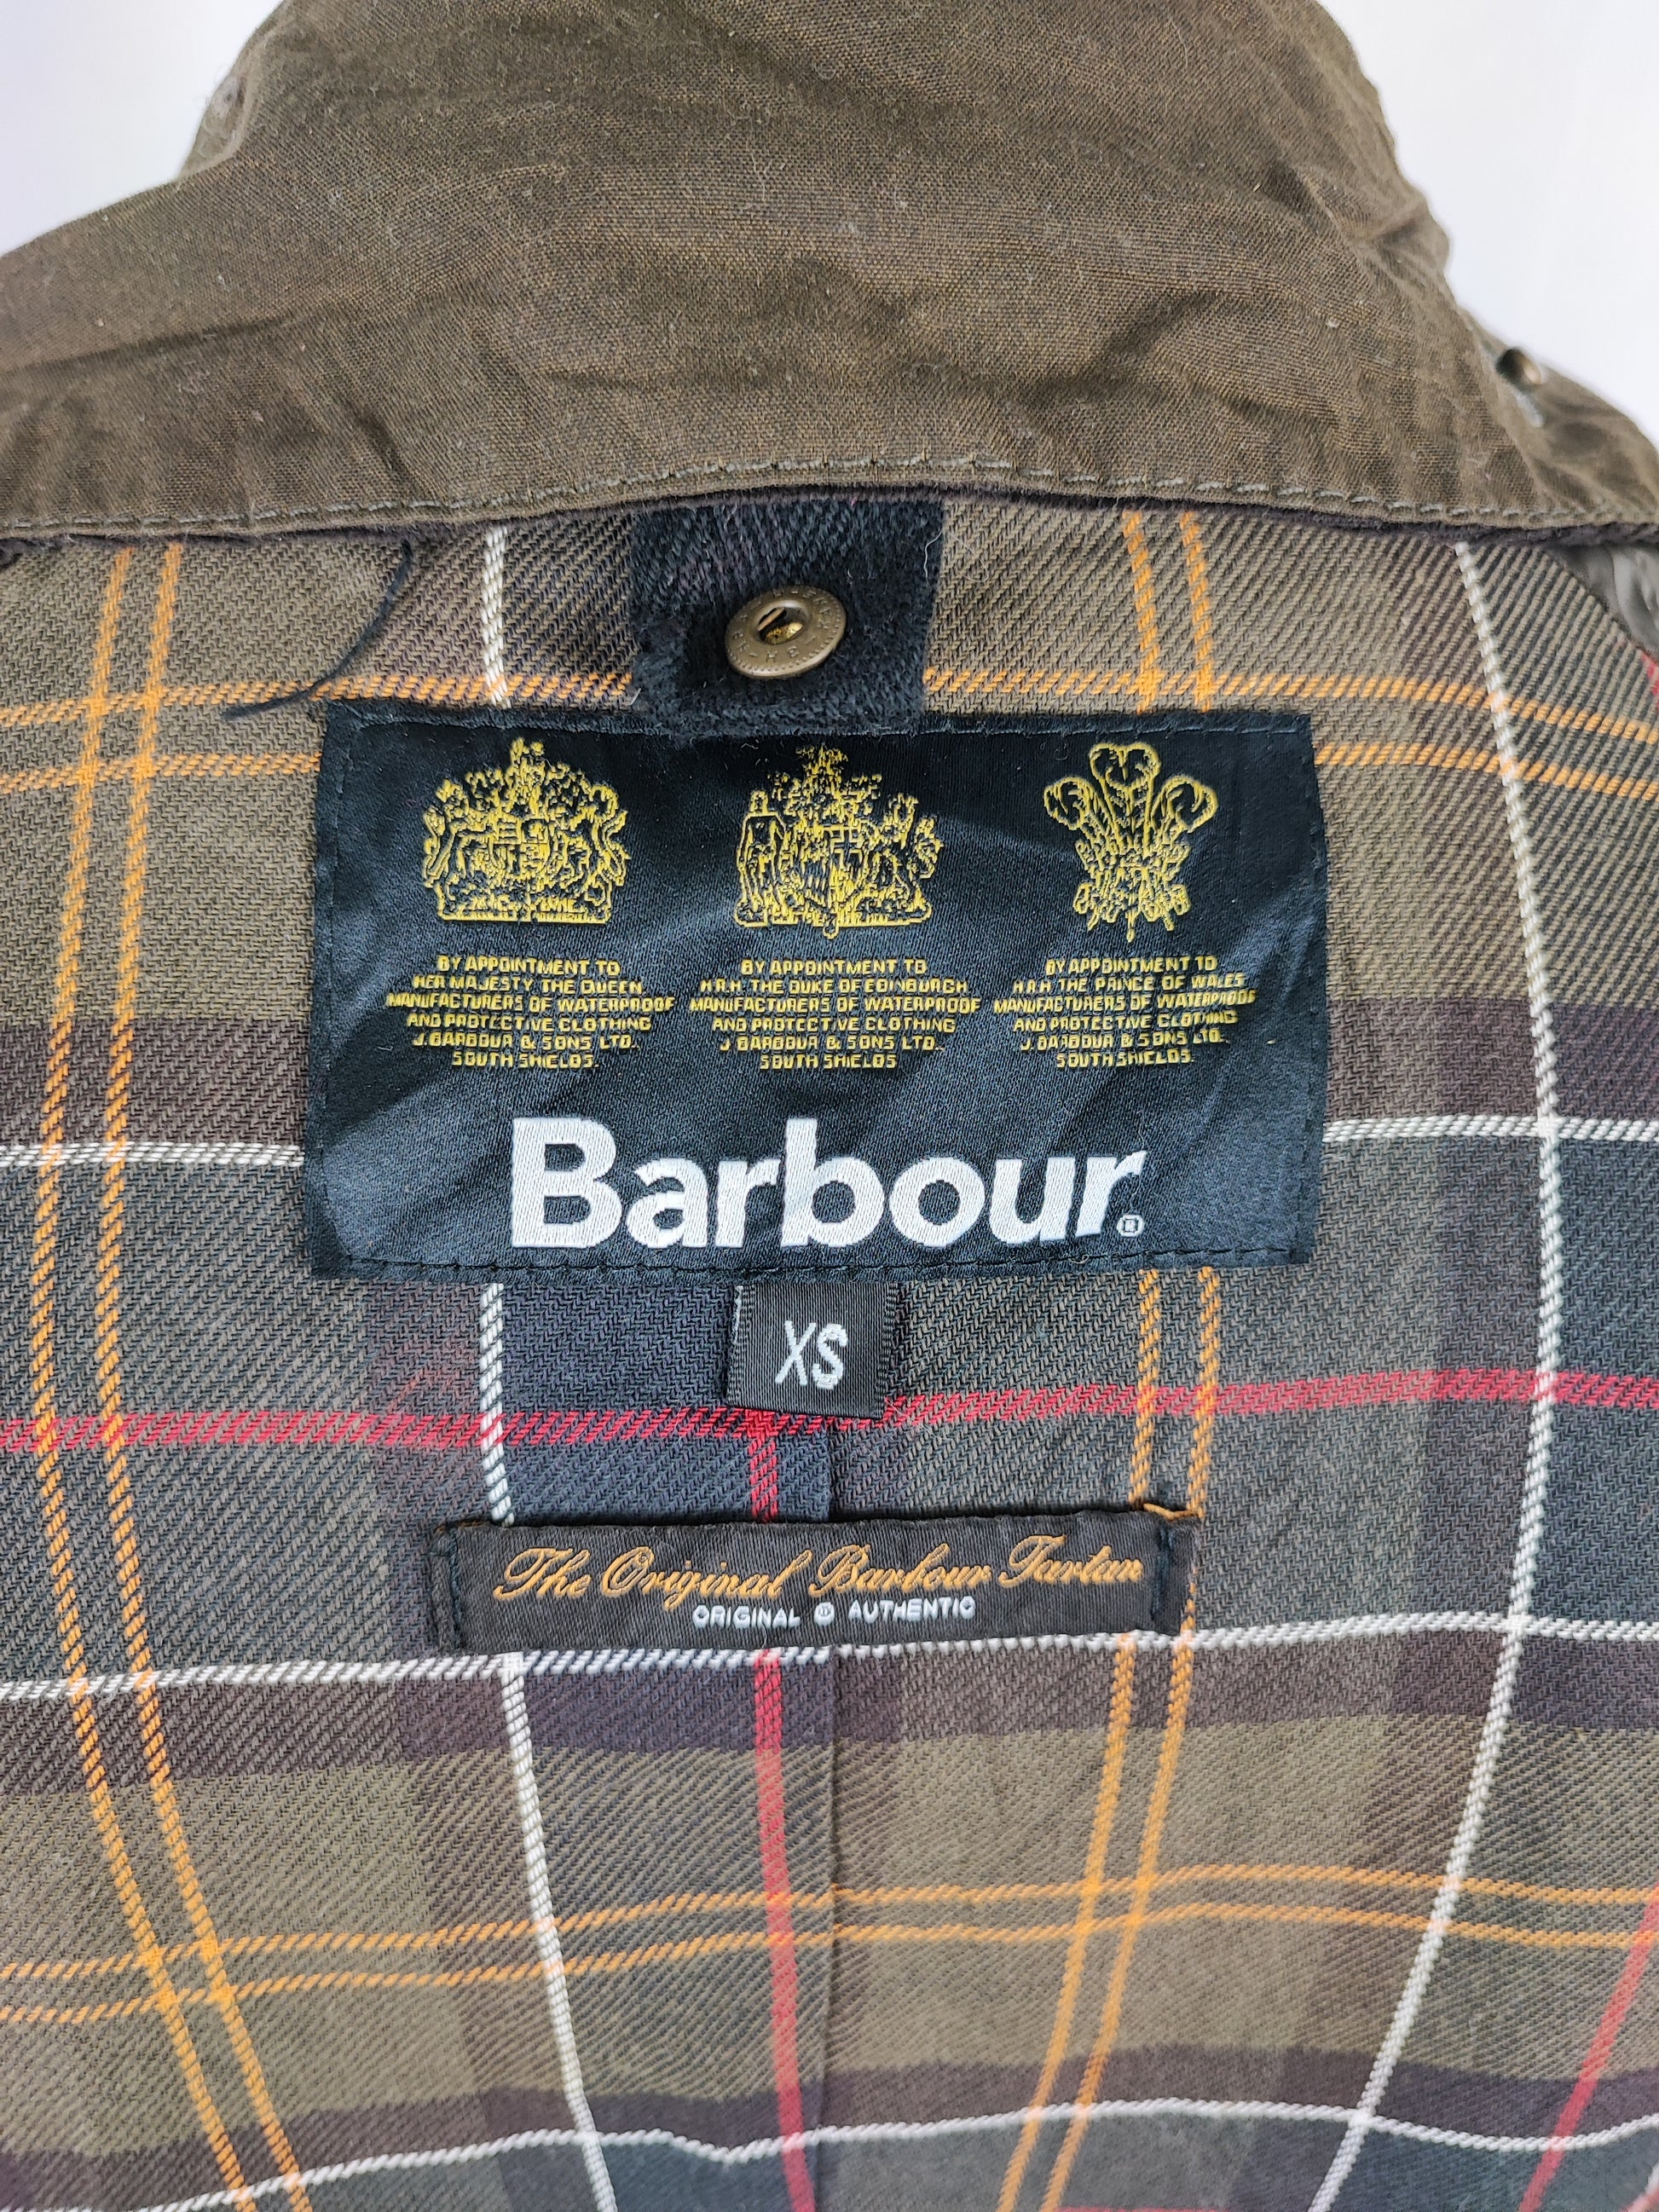 BY APPOINTMENT TO
HER MAJESTY THE QUEEN
MANUFACTURERS OF WATERPROOF
AND PROTECTIVE CLOTHING
J. BARBOUR & SONS LTD.
SOUTH SHIELDS.
BY APPOINTMENT TO
H.R.H. THE DUKE OF EDINBURGH
MANUFACTURERS OF WATERPROOF
AND PROTECTIVE CLOTHING
J. BARBOUR & SONS LTD.
SOUTH SHIELDS
BY APPOINTMENT TO
H.R.H. THE PRINCE OF WALES
MANUFACTURERS OF WATERPROOF
AND PROTECTIVE CLOTHING
J. BARBOUR & SONS LTD.
SOUTH SHIELDS.
Barbour®
XS
The Original Barbour Tartan
ORIGINAL AUTHENTIC